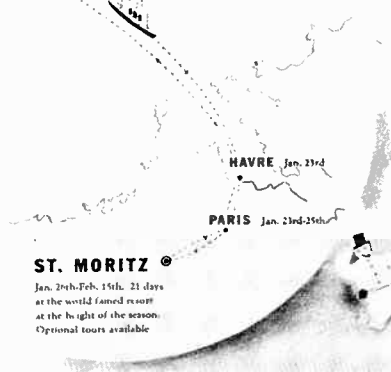 HAVRE Jan. 23rd
PARIS Jan. 23rd-25th
ST. MORITZ
Jan. 26th-Feb. 15th. 21 days
at the world famed resort
at the height of the season.
Optional tours available